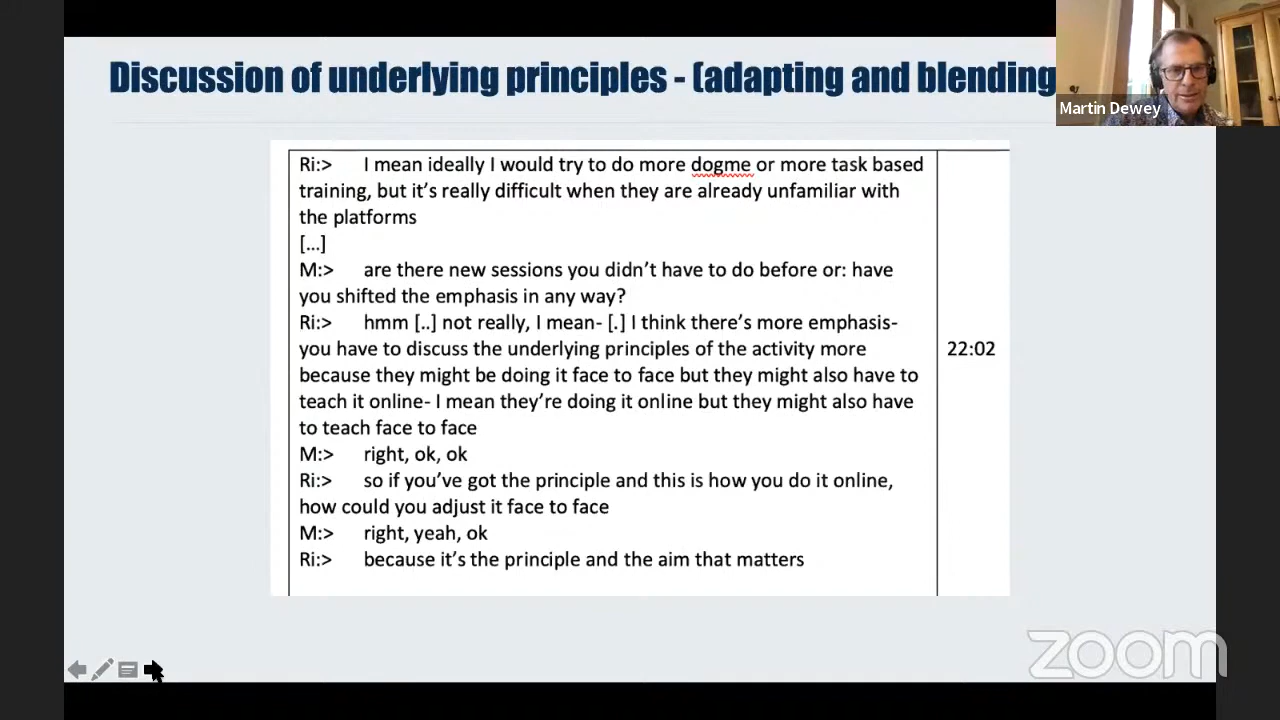 Discussion of underlying principles - (adapting and blending
Martin Dewey
Ri:> I mean ideally I would try to do more dogme or more task based
training, but it's really difficult when they are already unfamiliar with
the platforms
[...]
M:> are there new sessions you didn't have to do before or: have
you shifted the emphasis in any way?
Ri:> hmm [..] not really, I mean- [.] I think there's more emphasis-
you have to discuss the underlying principles of the activity more
22:02
because they might be doing it face to face but they might also have to
teach it online- I mean they're doing it online but they might also have
to teach face to face
M:> right, ok, ok
Ri:> so if you've got the principle and this is how you do it online,
how could you adjust it face to face
M:> right, yeah, ok
Ri:> because it's the principle and the aim that matters
zoom